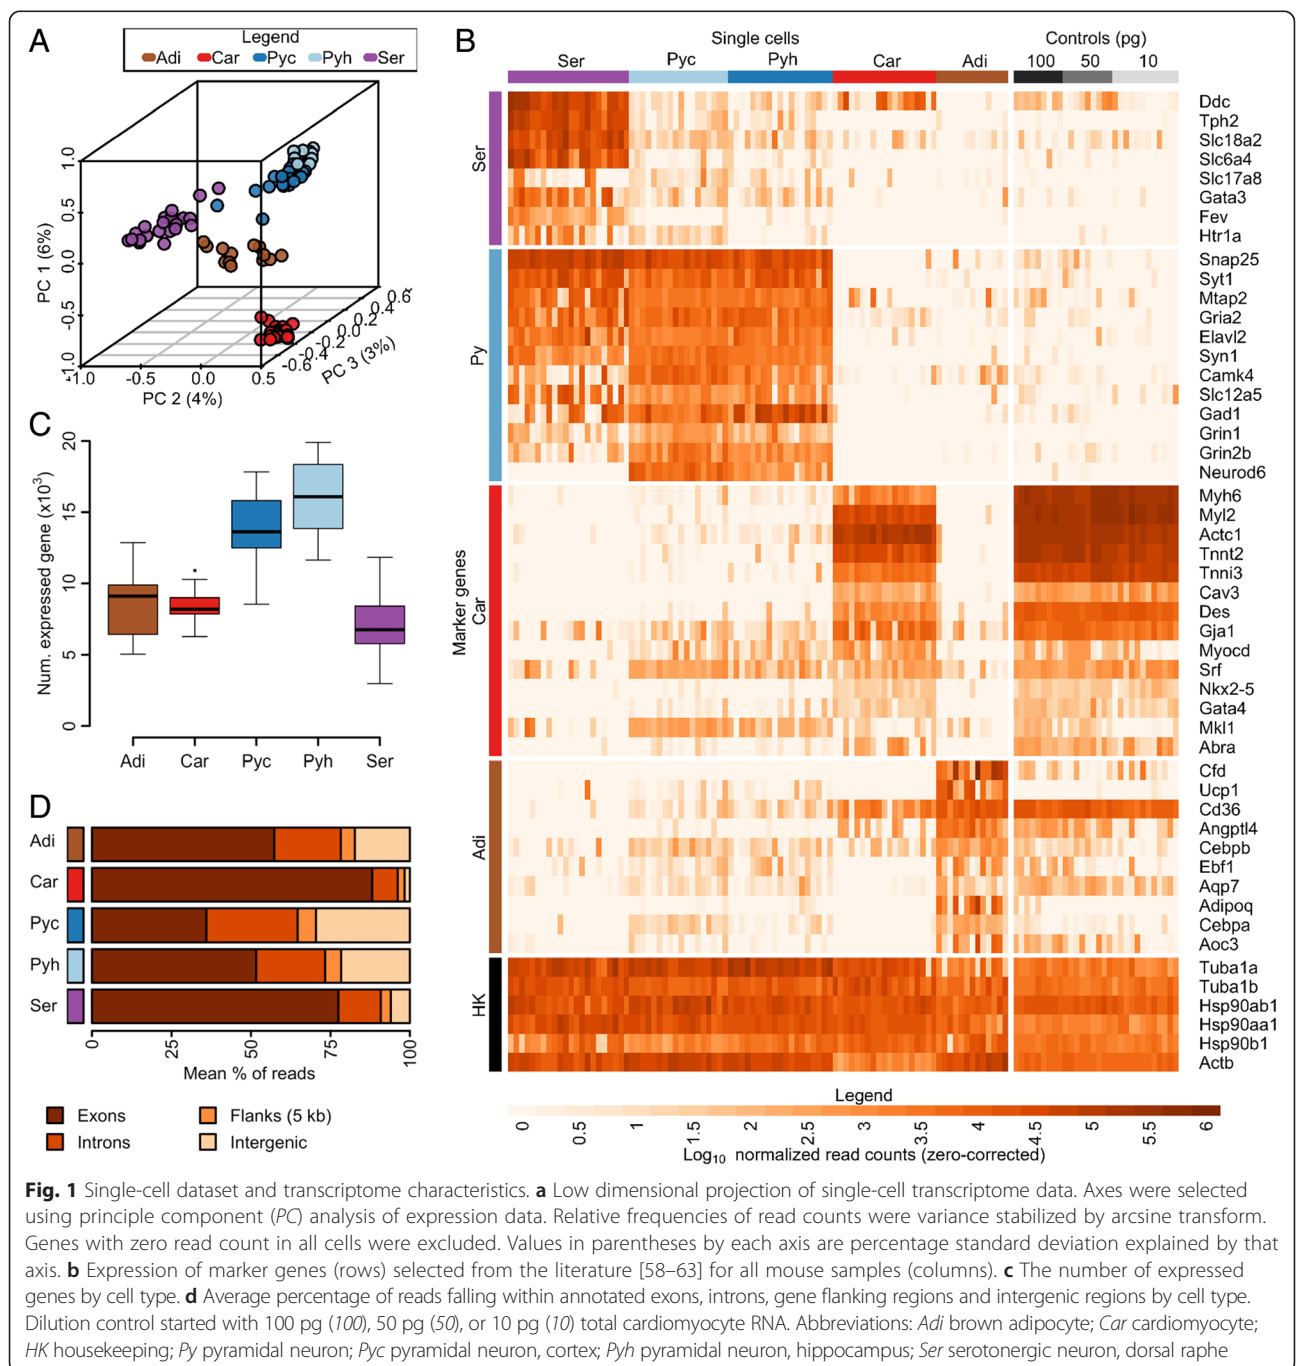 A
Legend
Adi Car Pyc Pyh Ser
1.0
0.5
0.0
-0.5
-1.0
PC 1 (6%)
-1.0 -0.5 0.0 0.5
PC 2 (4%)
-0.6 -0.4 -0.2 0.0 0.2 0.4 0.6
PC 3 (3%)
B
Single cells Controls (pg)
Ser Pyc Pyh Car Adi 100 50 10
Marker genes
Ser
Ddc
Tph2
Slc18a2
Slc6a4
Slc17a8
Gata3
Fev
Htr1a
Py
Snap25
Syt1
Mtap2
Gria2
Elavl2
Syn1
Camk4
Slc12a5
Gad1
Grin1
Grin2b
Neurod6
Car
Myh6
Myl2
Actc1
Tnnt2
Tnni3
Cav3
Des
Gja1
Myocd
Srf
Nkx2-5
Gata4
Mkl1
Abra
Adi
Cfd
Ucp1
Cd36
Angptl4
Cebpb
Ebf1
Aqp7
Adipoq
Cebpa
Aoc3
HK
Tuba1a
Tuba1b
Hsp90ab1
Hsp90aa1
Hsp90b1
Actb
Legend
0 0.5 1 1.5 2 2.5 3 3.5 4 4.5 5 5.5 6
Log10 normalized read counts (zero-corrected)
C
Num. expressed gene (x10³)
20
15
10
5
0
Adi Car Pyc Pyh Ser
D
Adi
Car
Pyc
Pyh
Ser
0 25 50 75 100
Mean % of reads
Exons Flanks (5 kb)
Introns Intergenic
Fig. 1 Single-cell dataset and transcriptome characteristics. a Low dimensional projection of single-cell transcriptome data. Axes were selected
using principle component (PC) analysis of expression data. Relative frequencies of read counts were variance stabilized by arcsine transform.
Genes with zero read count in all cells were excluded. Values in parentheses by each axis are percentage standard deviation explained by that
axis. b Expression of marker genes (rows) selected from the literature [58–63] for all mouse samples (columns). c The number of expressed
genes by cell type. d Average percentage of reads falling within annotated exons, introns, gene flanking regions and intergenic regions by cell type.
Dilution control started with 100 pg (100), 50 pg (50), or 10 pg (10) total cardiomyocyte RNA. Abbreviations: Adi brown adipocyte; Car cardiomyocyte;
HK housekeeping; Py pyramidal neuron; Pyc pyramidal neuron, cortex; Pyh pyramidal neuron, hippocampus; Ser serotonergic neuron, dorsal raphe